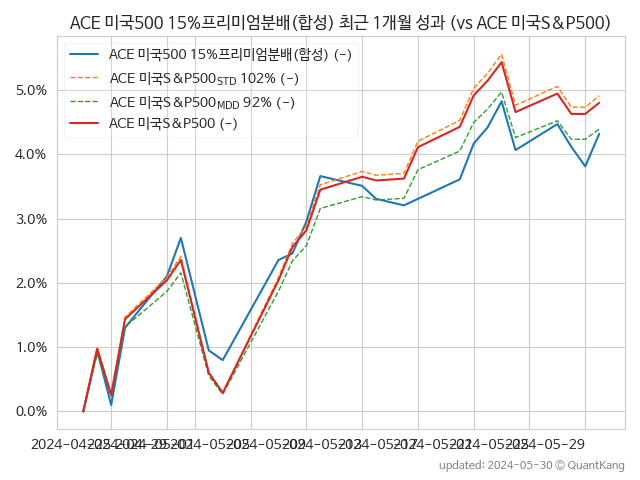 ACE 미국500 15%프리미엄분배(합성) 최근 1개월 성과 (vs ACE 미국S&P500)
ACE 미국500 15%프리미엄분배(합성) (-)
ACE 미국S&P500STD 102% (-)
ACE 미국S&P500MDD 92% (-)
ACE 미국S&P500 (-)
5.0%
4.0%
3.0%
2.0%
1.0%
0.0%
updated: 2024-05-30 © QuantKang